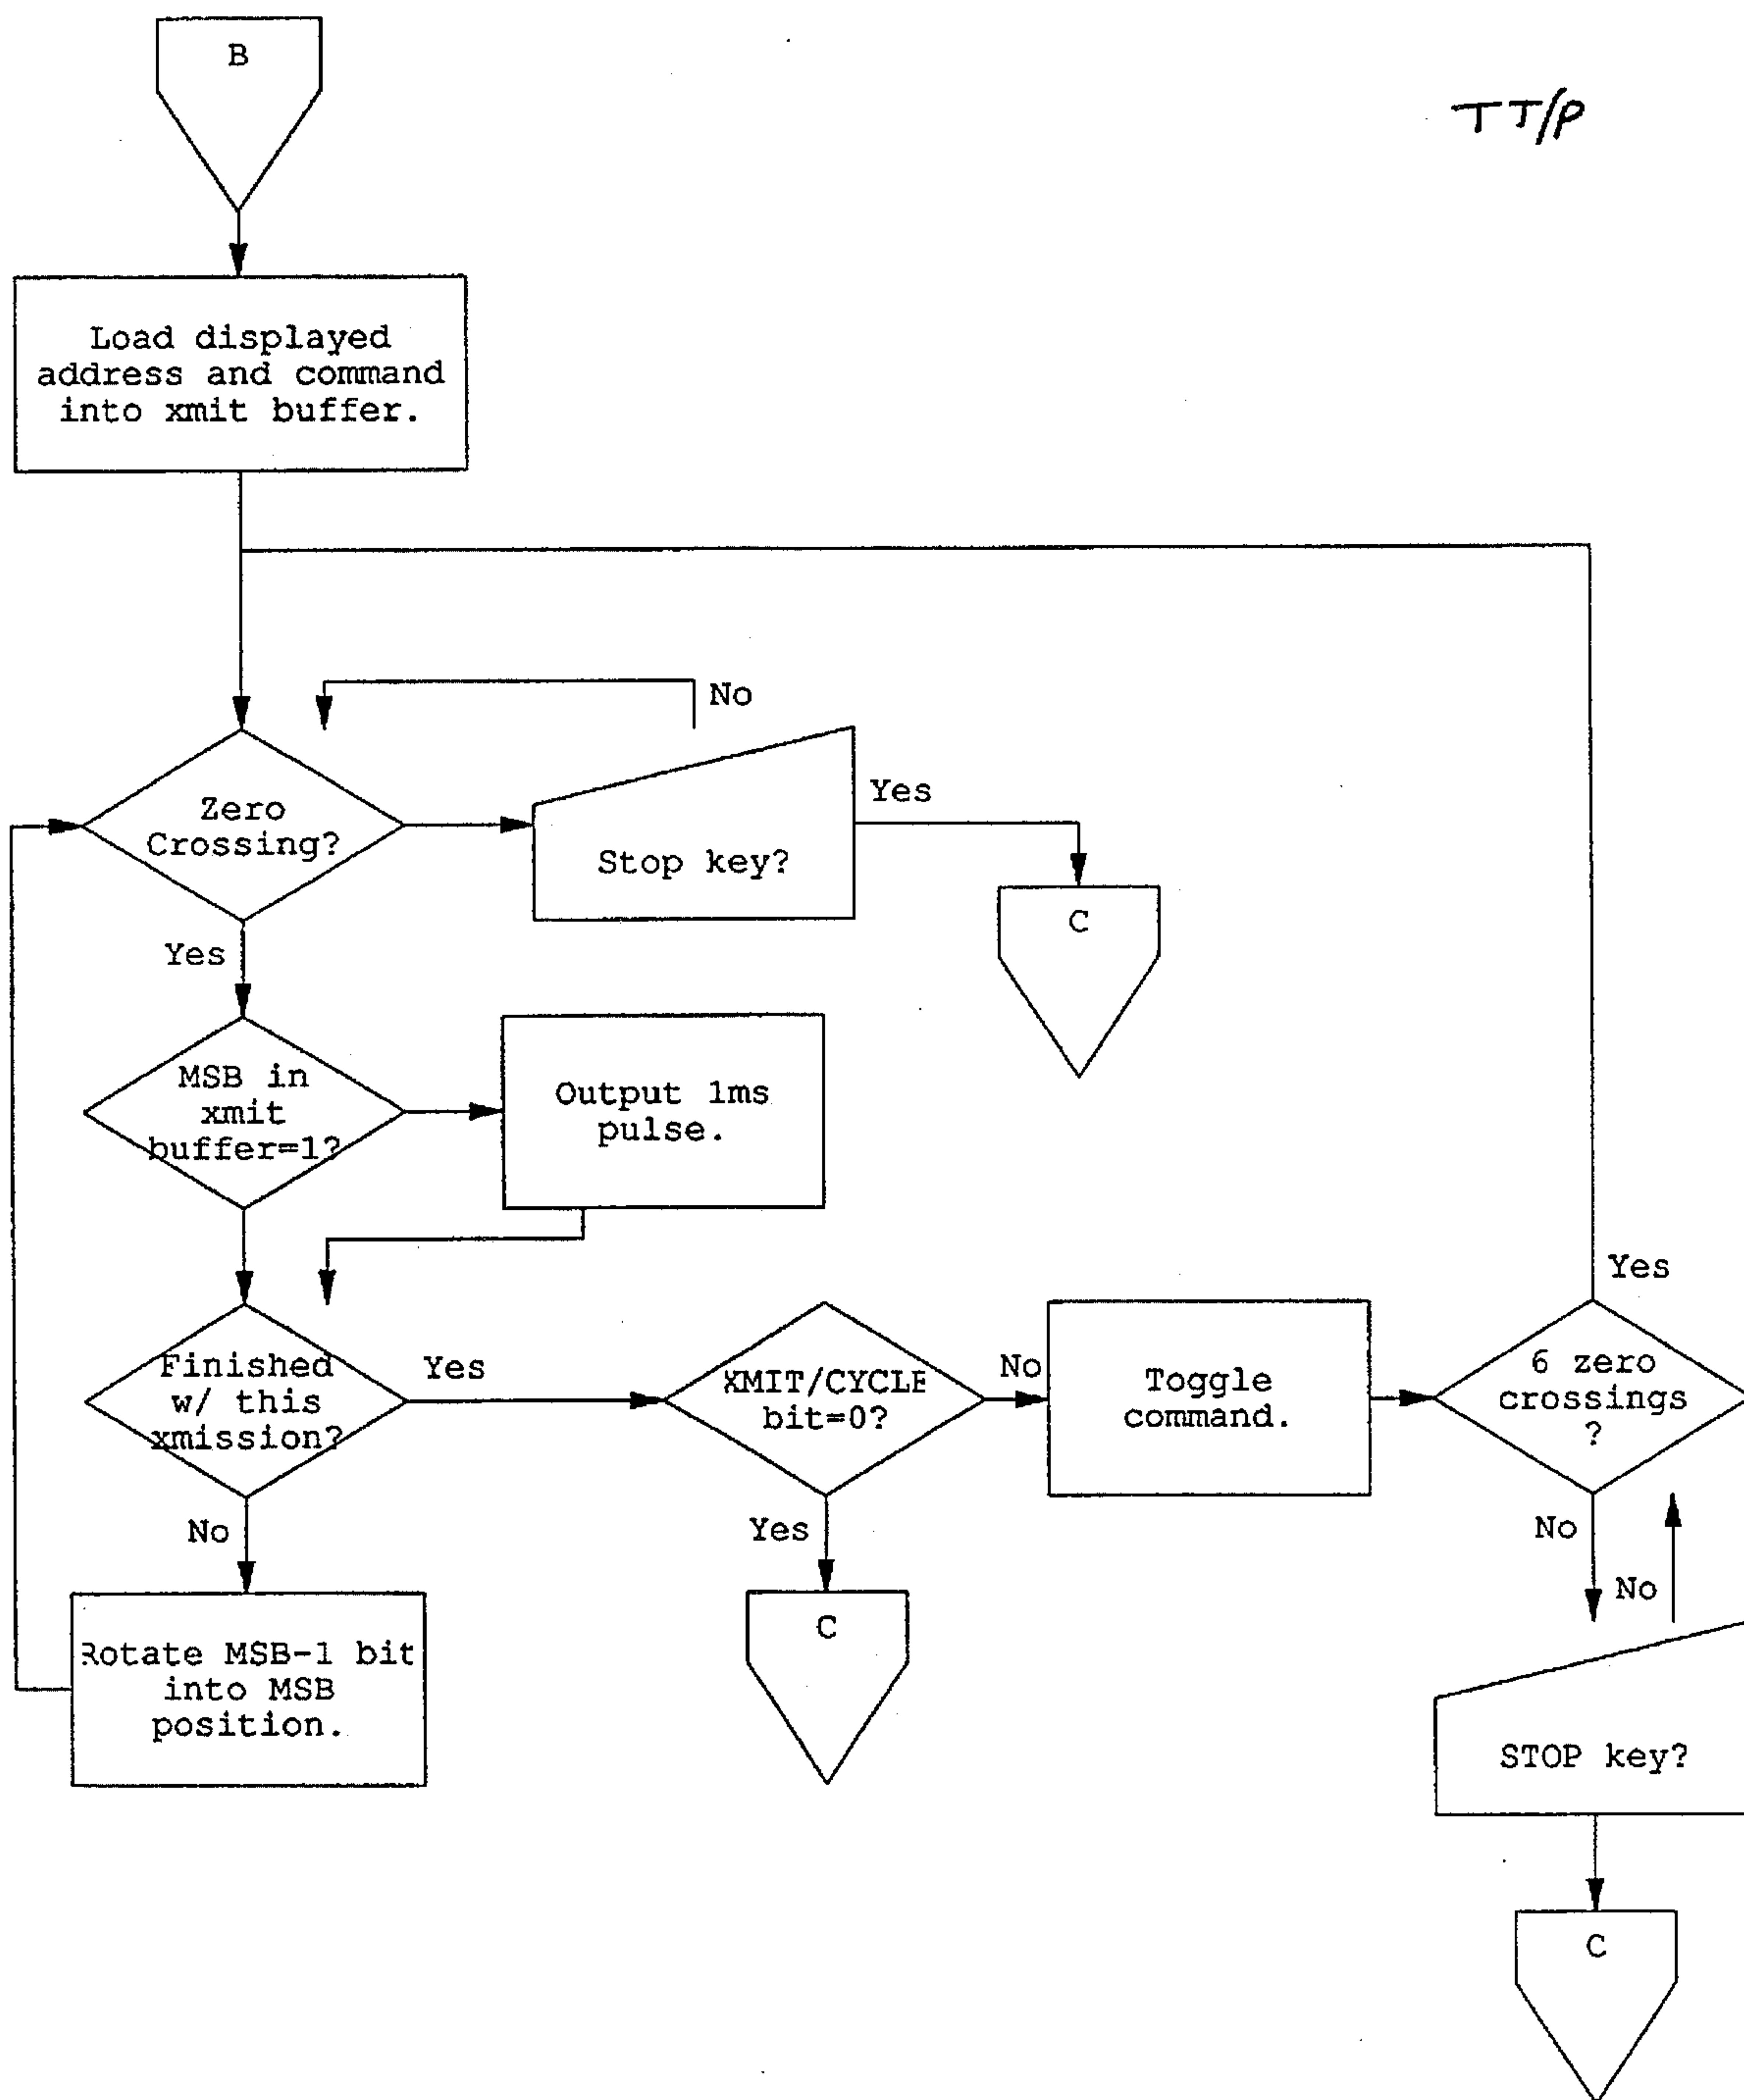 B
TT/P
Load displayed
address and command
into xmit buffer.
No
Zero
Crossing?
Stop key?
Yes
C
Yes
MSB in
xmit
buffer=1?
Output 1ms
pulse.
Yes
Finished
w/ this
xmission?
Yes
XMIT/CYCLE
bit=0?
No
Toggle
command.
6 zero
crossings
?
No
Yes
No
No
Rotate MSB-1 bit
into MSB
position.
C
STOP key?
C